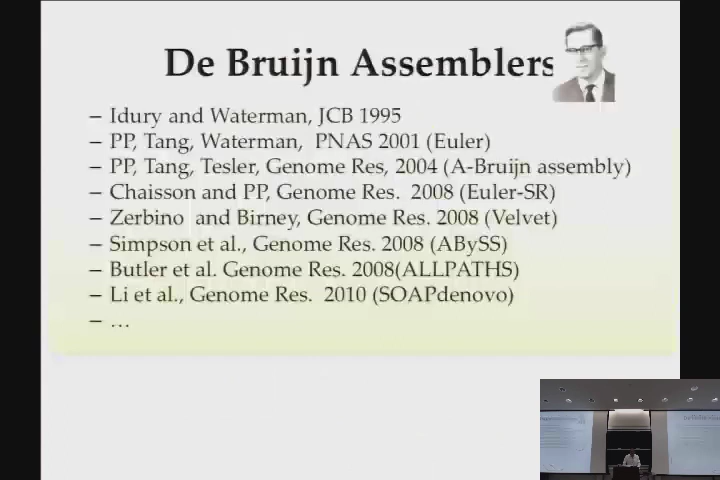 De Bruijn Assemblers
– Idury and Waterman, JCB 1995
– PP, Tang, Waterman,  PNAS 2001 (Euler)
– PP, Tang, Tesler, Genome Res, 2004 (A-Bruijn assembly)
– Chaisson and PP, Genome Res.  2008 (Euler-SR)
– Zerbino  and Birney, Genome Res. 2008 (Velvet)
– Simpson et al., Genome Res. 2008 (ABySS)
– Butler et al. Genome Res. 2008(ALLPATHS)
– Li et al., Genome Res.  2010 (SOAPdenovo)
– …